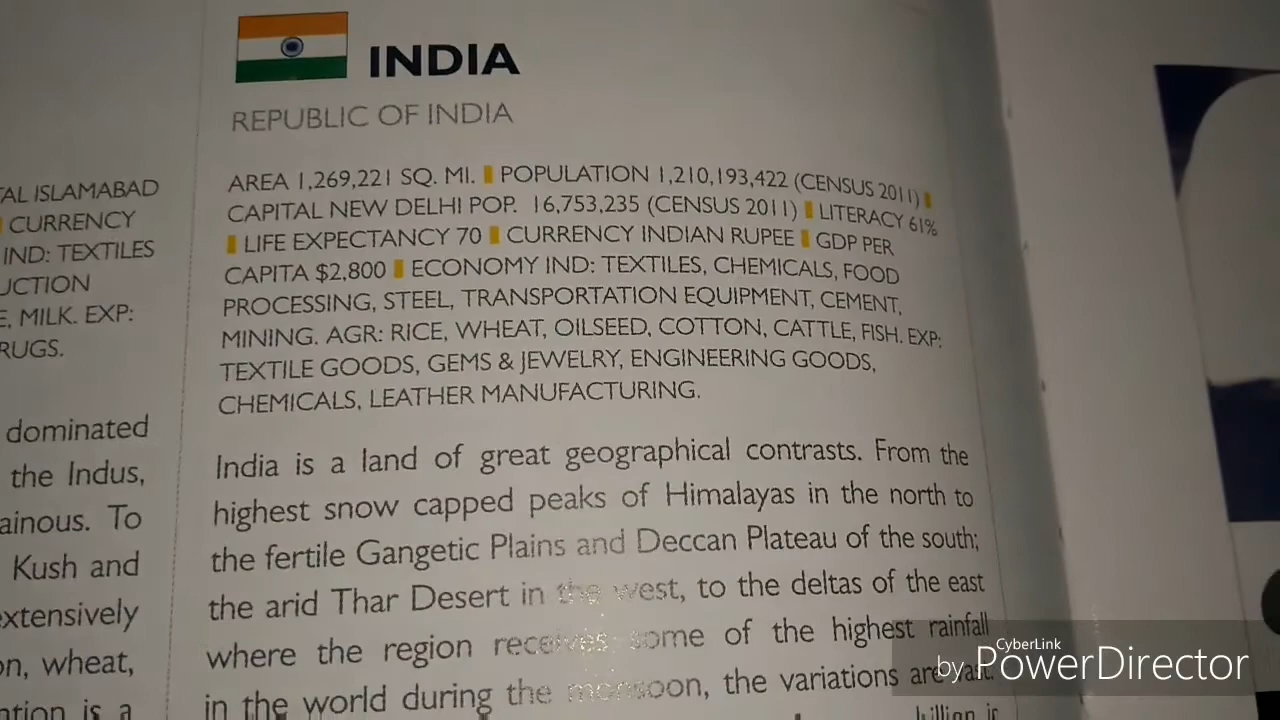 INDIA
REPUBLIC OF INDIA
AREA 1,269,221 SQ. MI. ▮ POPULATION 1,210,193,422 (CENSUS 2011) ▮
CAPITAL NEW DELHI POP. 16,753,235 (CENSUS 2011) ▮ LITERACY 61%
▮ LIFE EXPECTANCY 70 ▮ CURRENCY INDIAN RUPEE ▮ GDP PER
CAPITA $2,800 ▮ ECONOMY IND: TEXTILES, CHEMICALS, FOOD
PROCESSING, STEEL, TRANSPORTATION EQUIPMENT, CEMENT,
MINING. AGR: RICE, WHEAT, OILSEED, COTTON, CATTLE, FISH. EXP:
TEXTILE GOODS, GEMS & JEWELRY, ENGINEERING GOODS,
CHEMICALS, LEATHER MANUFACTURING.
India is a land of great geographical contrasts. From the
highest snow capped peaks of Himalayas in the north to
the fertile Gangetic Plains and Deccan Plateau of the south;
the arid Thar Desert in the west, to the deltas of the east
where the region receives some of the highest rainfall
in the world during the monsoon, the variations are vast.
TAL ISLAMABAD
CURRENCY
IND: TEXTILES
UCTION
E, MILK. EXP:
RUGS.
dominated
the Indus,
ainous. To
Kush and
extensively
on, wheat,
ntion is a
CyberLink
by PowerDirector